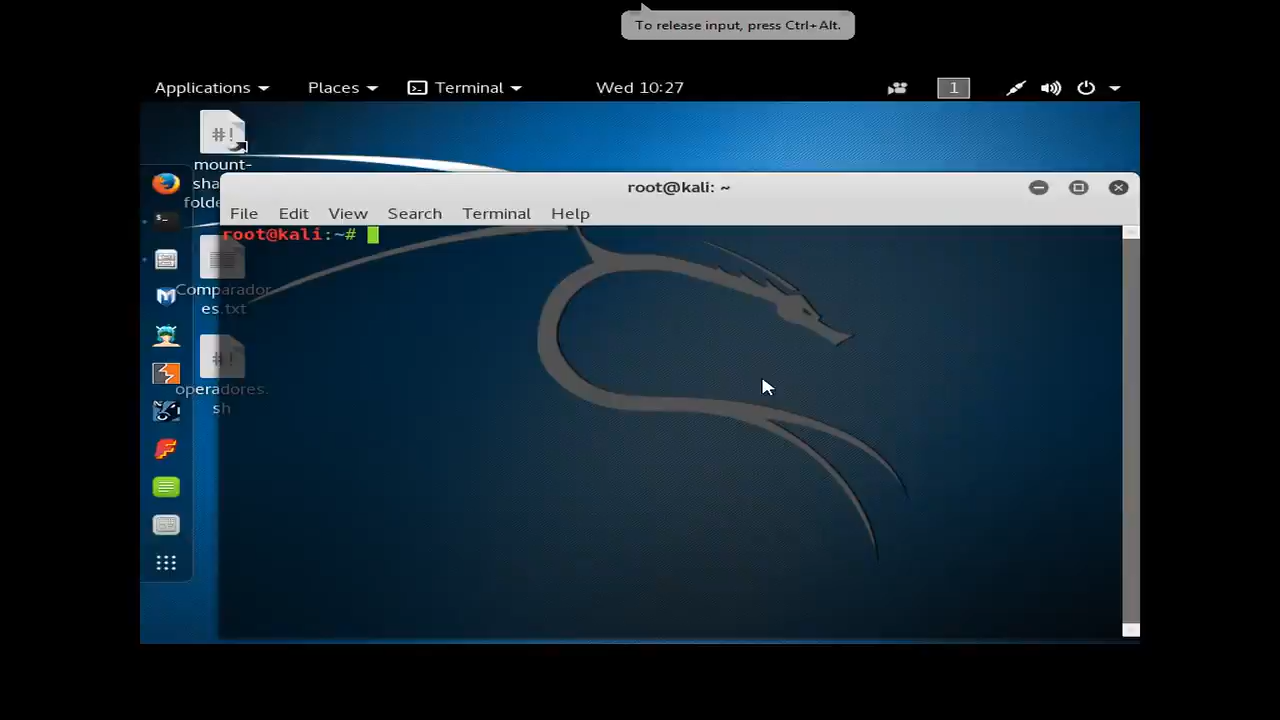 To release input, press Ctrl+Alt.
Applications Places Terminal Wed 10:27 1
#!
mount-
sha
folde
root@kali: ~
File Edit View Search Terminal Help
root@kali:~#
Comparador
es.txt
#!
operadores.
sh